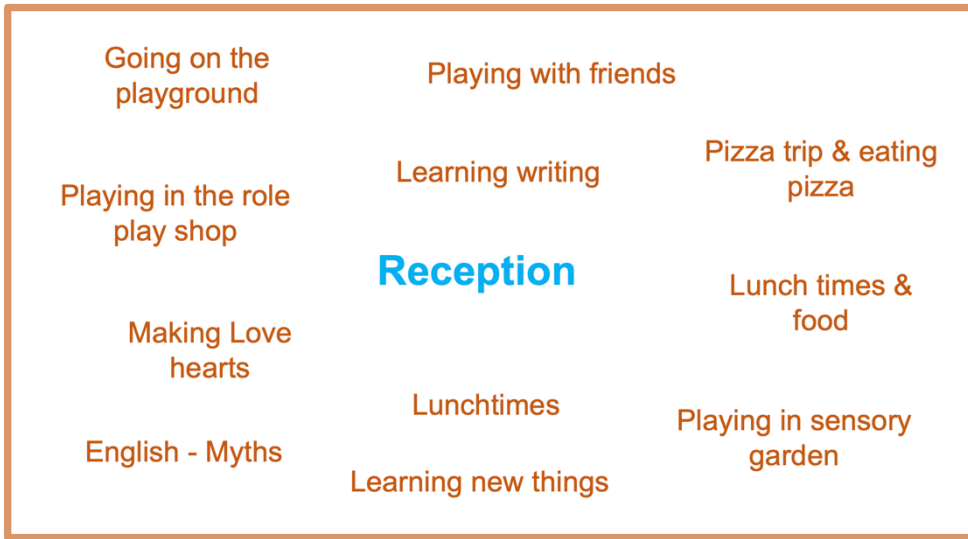 Going on the
playground
Playing with friends
Learning writing
Pizza trip & eating
pizza
Playing in the role
play shop
Reception
Lunch times &
food
Making Love
hearts
Lunchtimes
Playing in sensory
garden
English - Myths
Learning new things